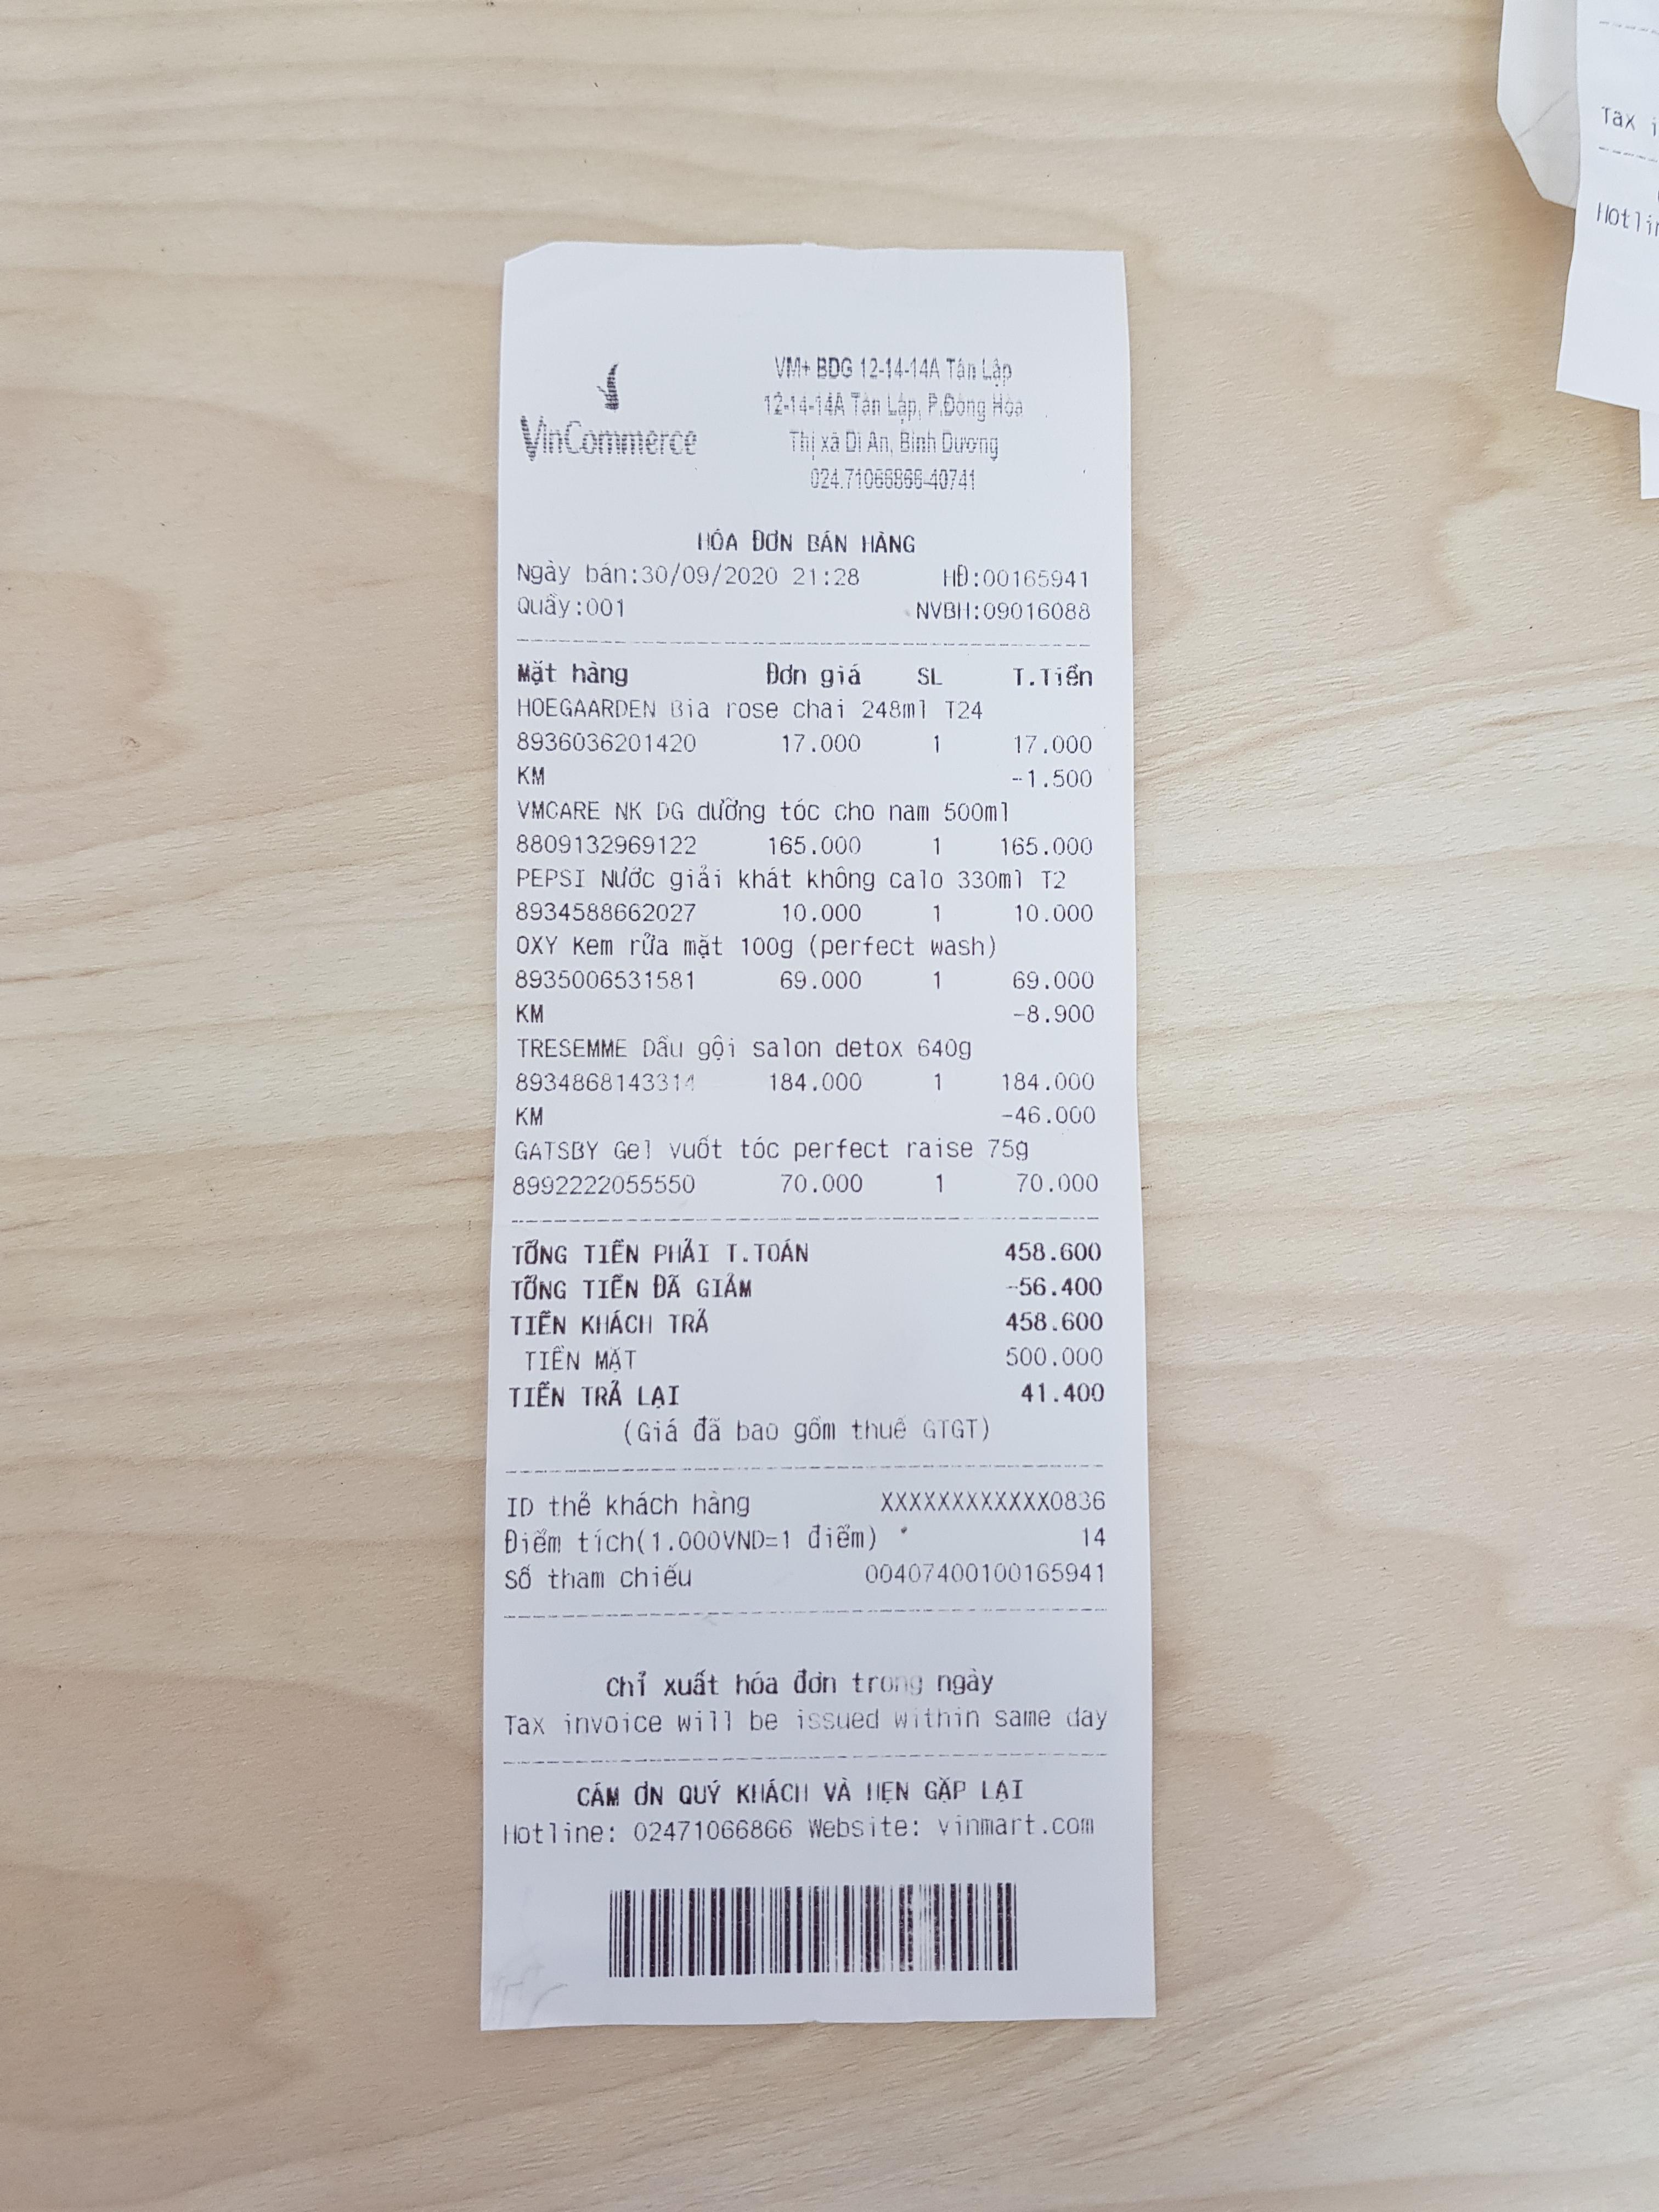 VinCommerce
VM+ BDG 12-14-14A Tân Lập
12-14-14A Tân Lập, P.Đông Hòa
Thị xã Dĩ An, Bình Dương
024.71066866-40741
HÓA ĐƠN BÁN HÀNG
Ngày bán:30/09/2020 21:28 HĐ:00165941
Quầy:001 NVBH:09016088
Mặt hàng Đơn giá SL T.Tiền
HOEGAARDEN Bia rose chai 248ml T24
8936036201420 17.000 1 17.000
KM -1.500
VMCARE NK DG dưỡng tóc cho nam 500ml
8809132969122 165.000 1 165.000
PEPSI Nước giải khát không calo 330ml T2
8934588662027 10.000 1 10.000
OXY Kem rửa mặt 100g (perfect wash)
8935006531581 69.000 1 69.000
KM -8.900
TRESEMME Dầu gội salon detox 640g
8934868143314 184.000 1 184.000
KM -46.000
GATSBY Gel vuốt tóc perfect raise 75g
8992222055550 70.000 1 70.000
TỔNG TIỀN PHẢI T.TOÁN 458.600
TỔNG TIỀN ĐÃ GIẢM -56.400
TIỀN KHÁCH TRẢ 458.600
TIỀN MẶT 500.000
TIỀN TRẢ LẠI 41.400
(Giá đã bao gồm thuế GTGT)
ID thẻ khách hàng XXXXXXXXXXXX0836
Điểm tích(1.000VND=1 điểm) 14
Số tham chiếu 00407400100165941
Chỉ xuất hóa đơn trong ngày
Tax invoice will be issued within same day
CẢM ƠN QUÝ KHÁCH VÀ HẸN GẶP LẠI
Hotline: 02471066866 Website: vinmart.com
Tax